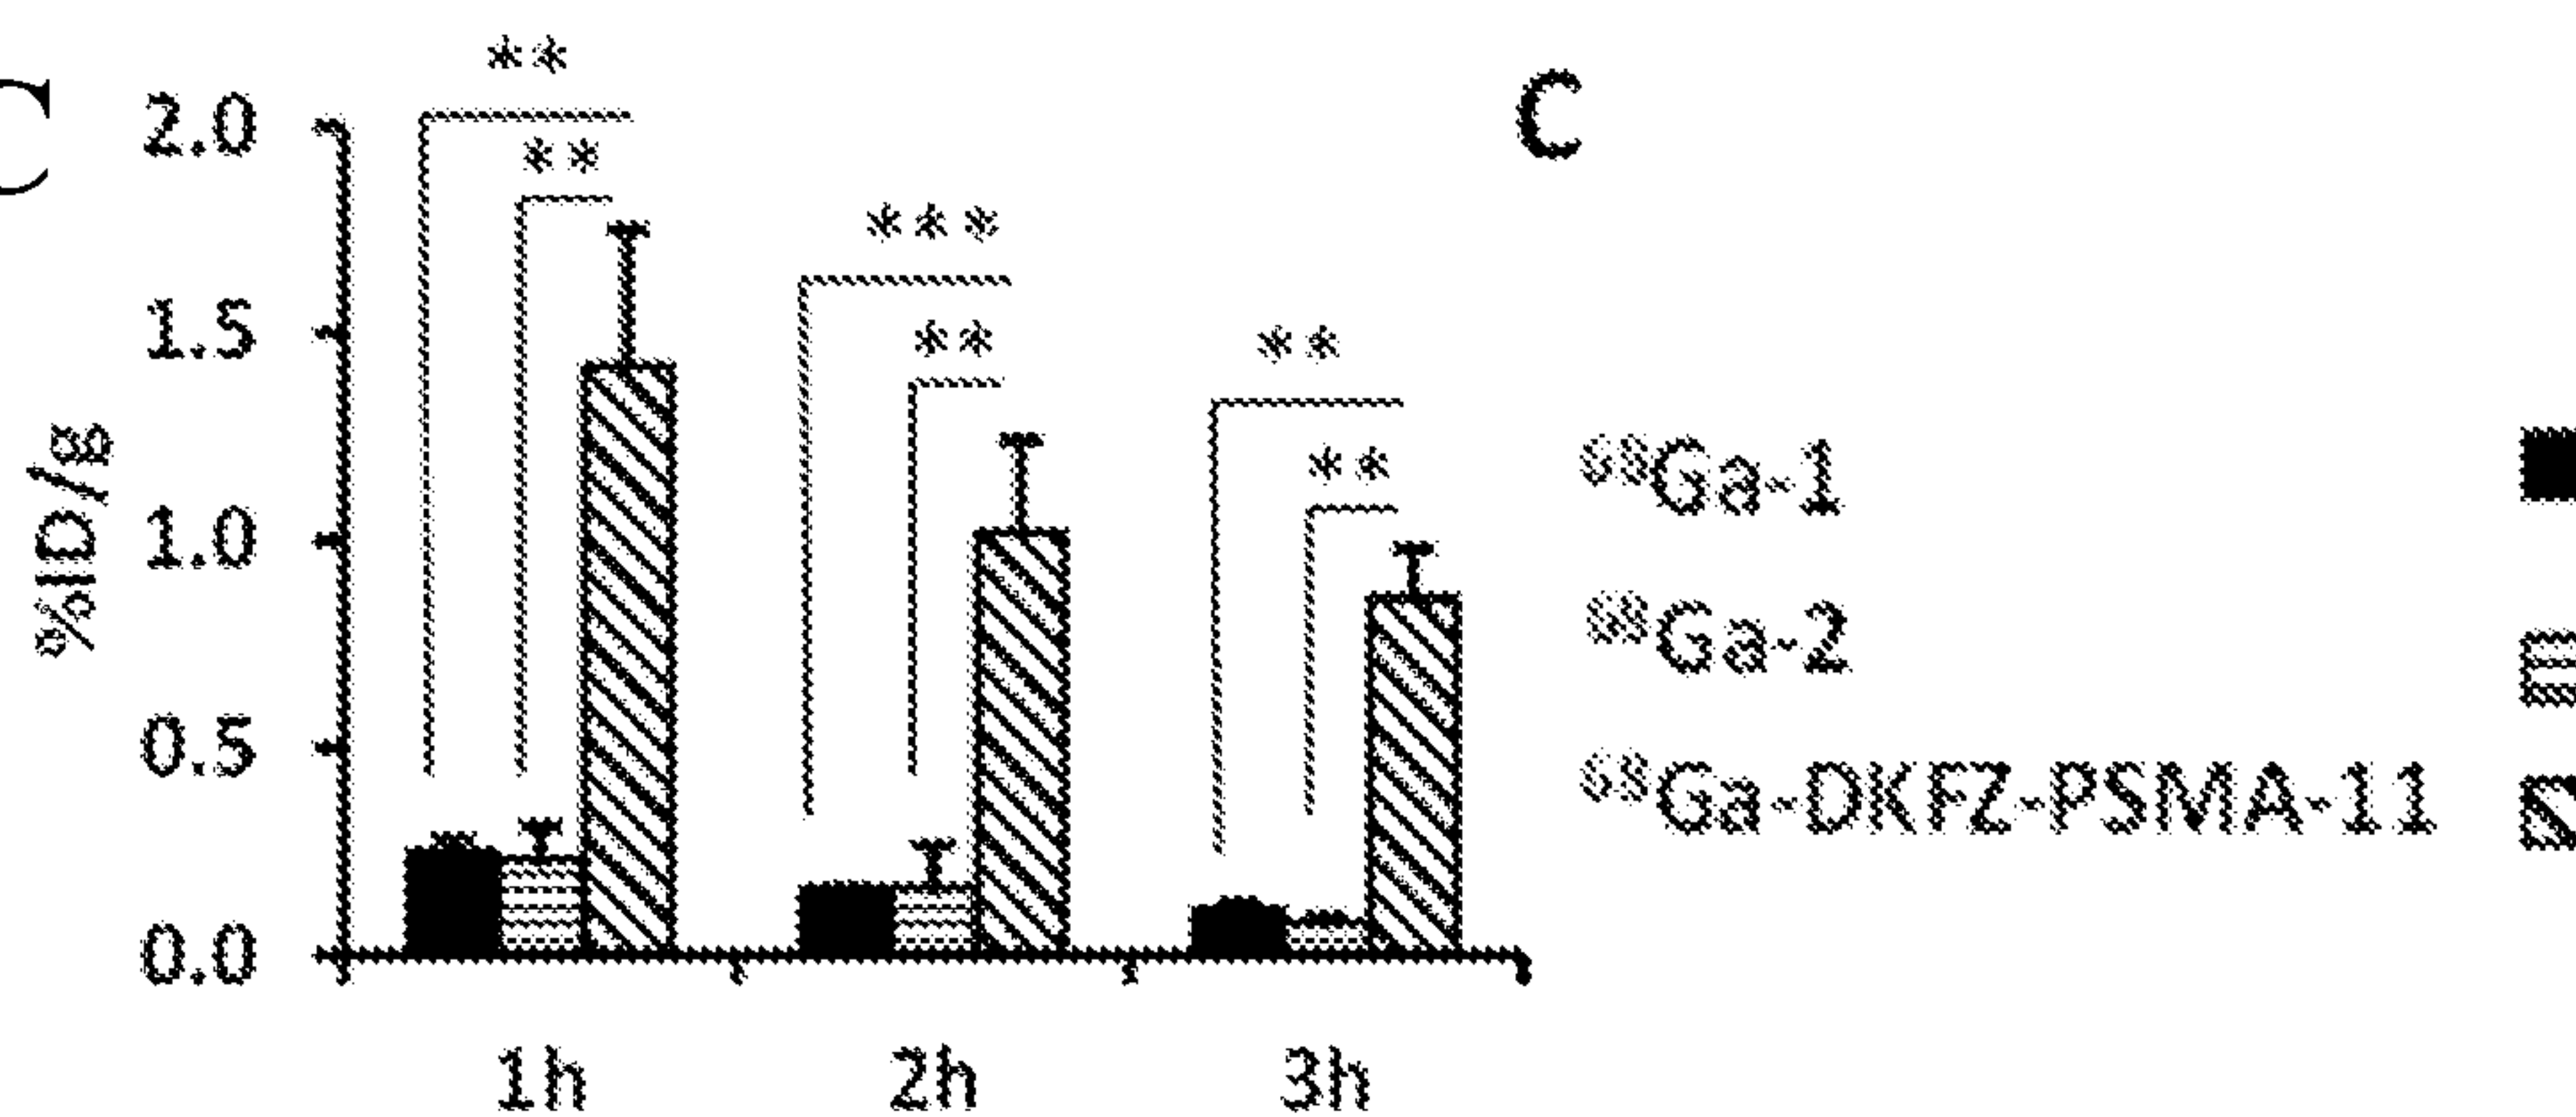 C
2.0
1.5
1.0
0.5
0.0
%ID/g
**
**
***
**
**
**
1h
2h
3h
C
⁶⁸Ga-1
⁶⁸Ga-2
⁶⁸Ga-DKFZ-PSMA-11